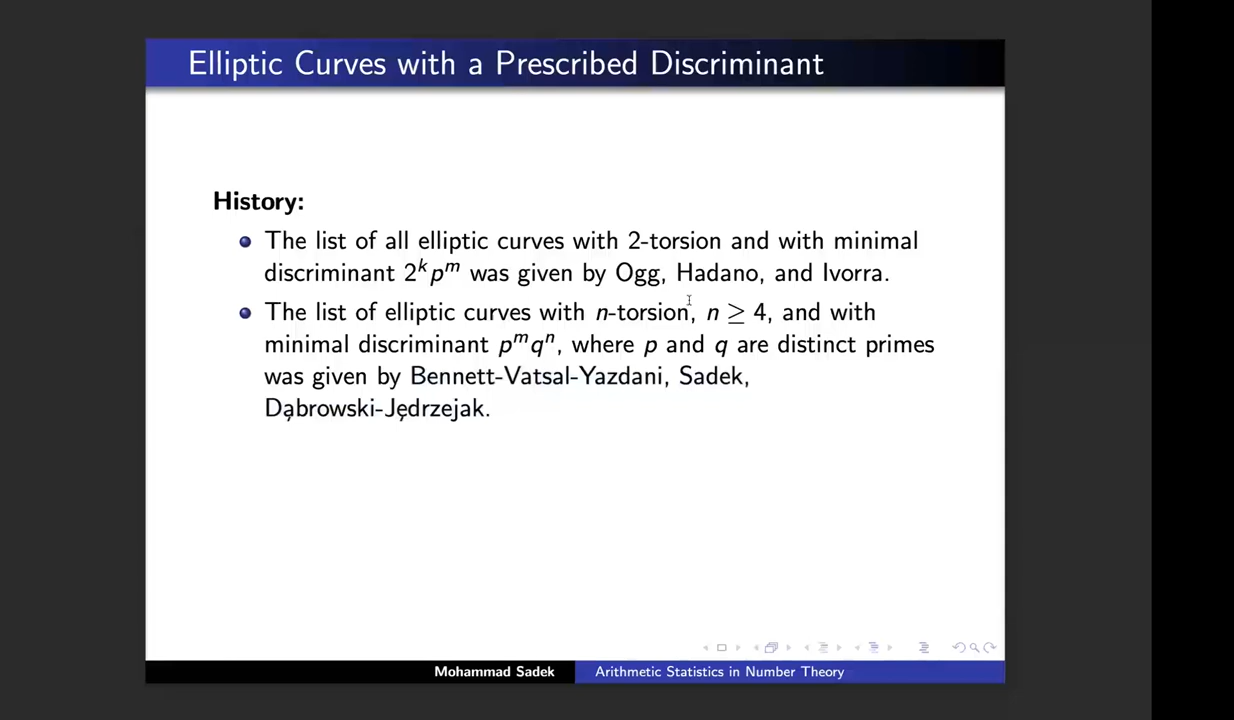 Elliptic Curves with a Prescribed Discriminant
History:
The list of all elliptic curves with 2-torsion and with minimal
discriminant 2^k p^m was given by Ogg, Hadano, and Ivorra.
The list of elliptic curves with n-torsion, n ≥ 4, and with
minimal discriminant p^m q^n, where p and q are distinct primes
was given by Bennett-Vatsal-Yazdani, Sadek,
Dąbrowski-Jędrzejak.
Mohammad Sadek
Arithmetic Statistics in Number Theory